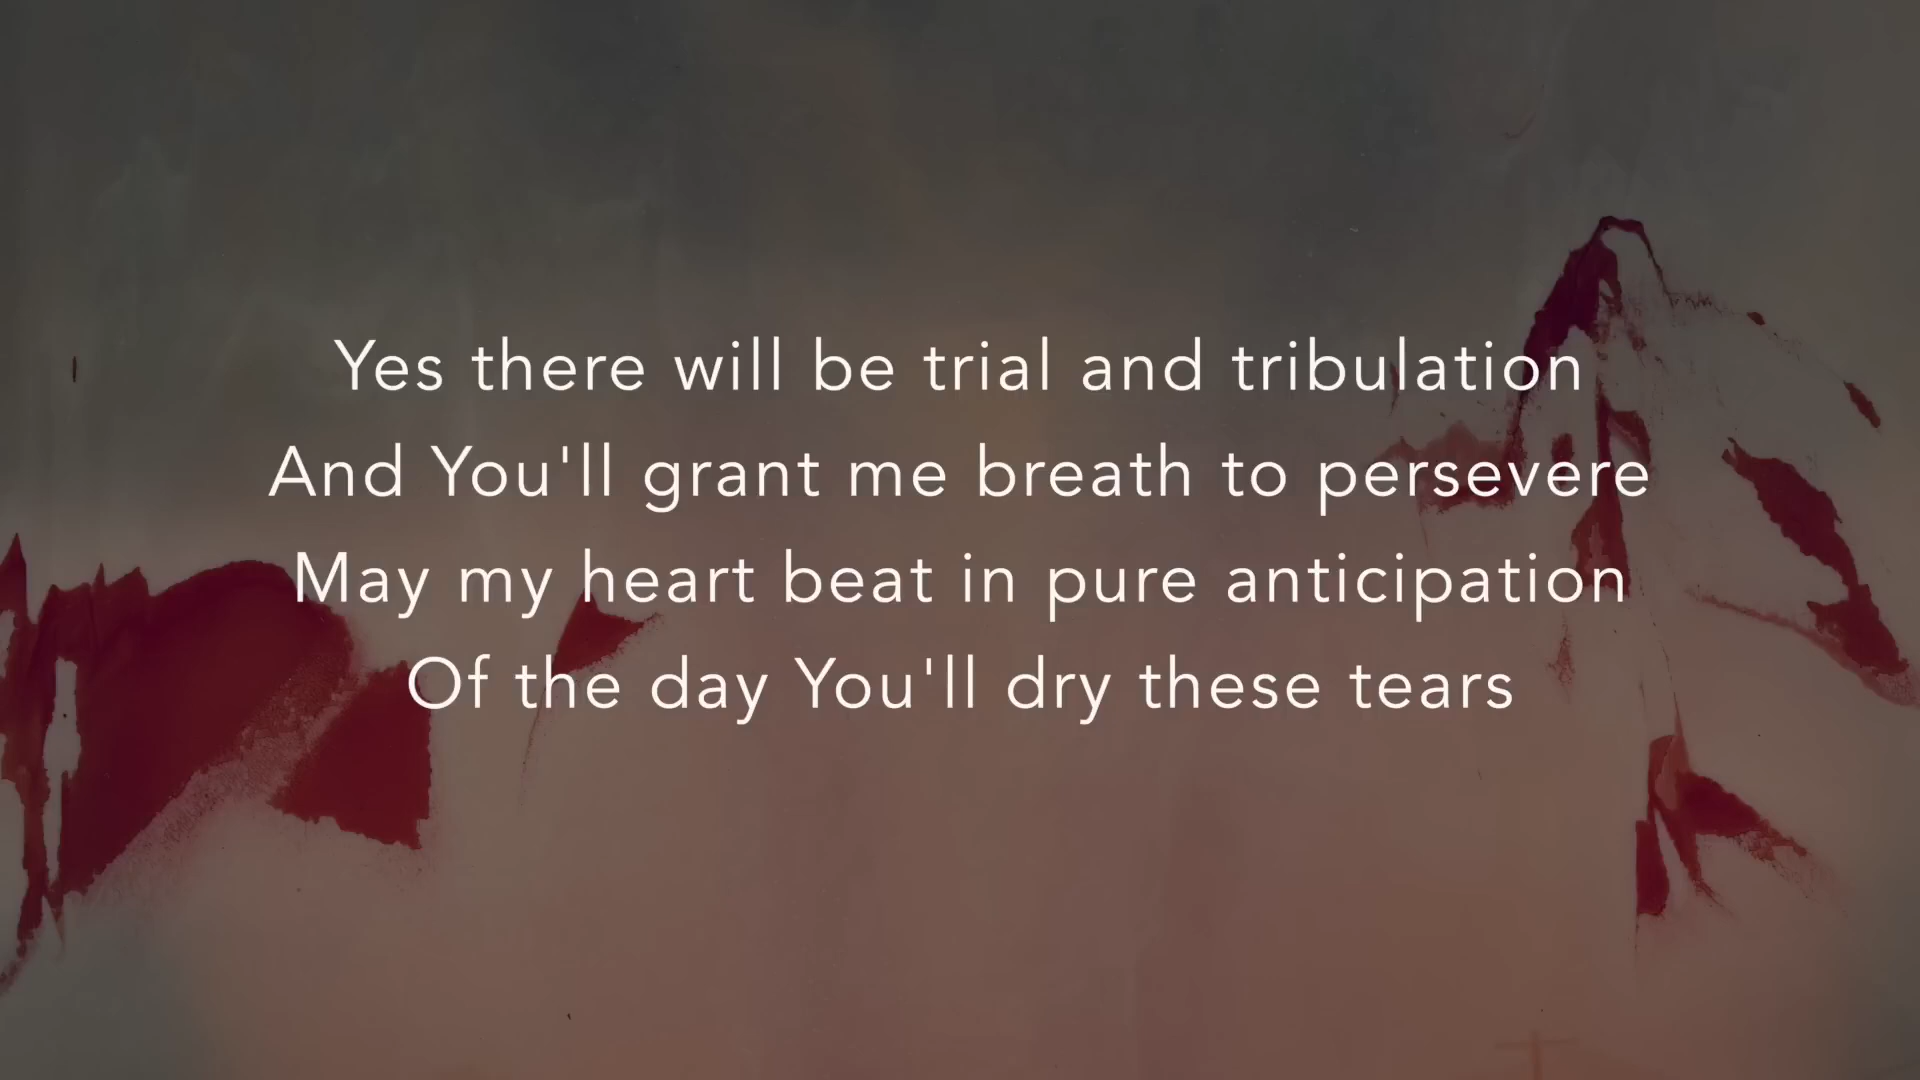 Yes there will be trial and tribulation
And You'll grant me breath to persevere
May my heart beat in pure anticipation
Of the day You'll dry these tears